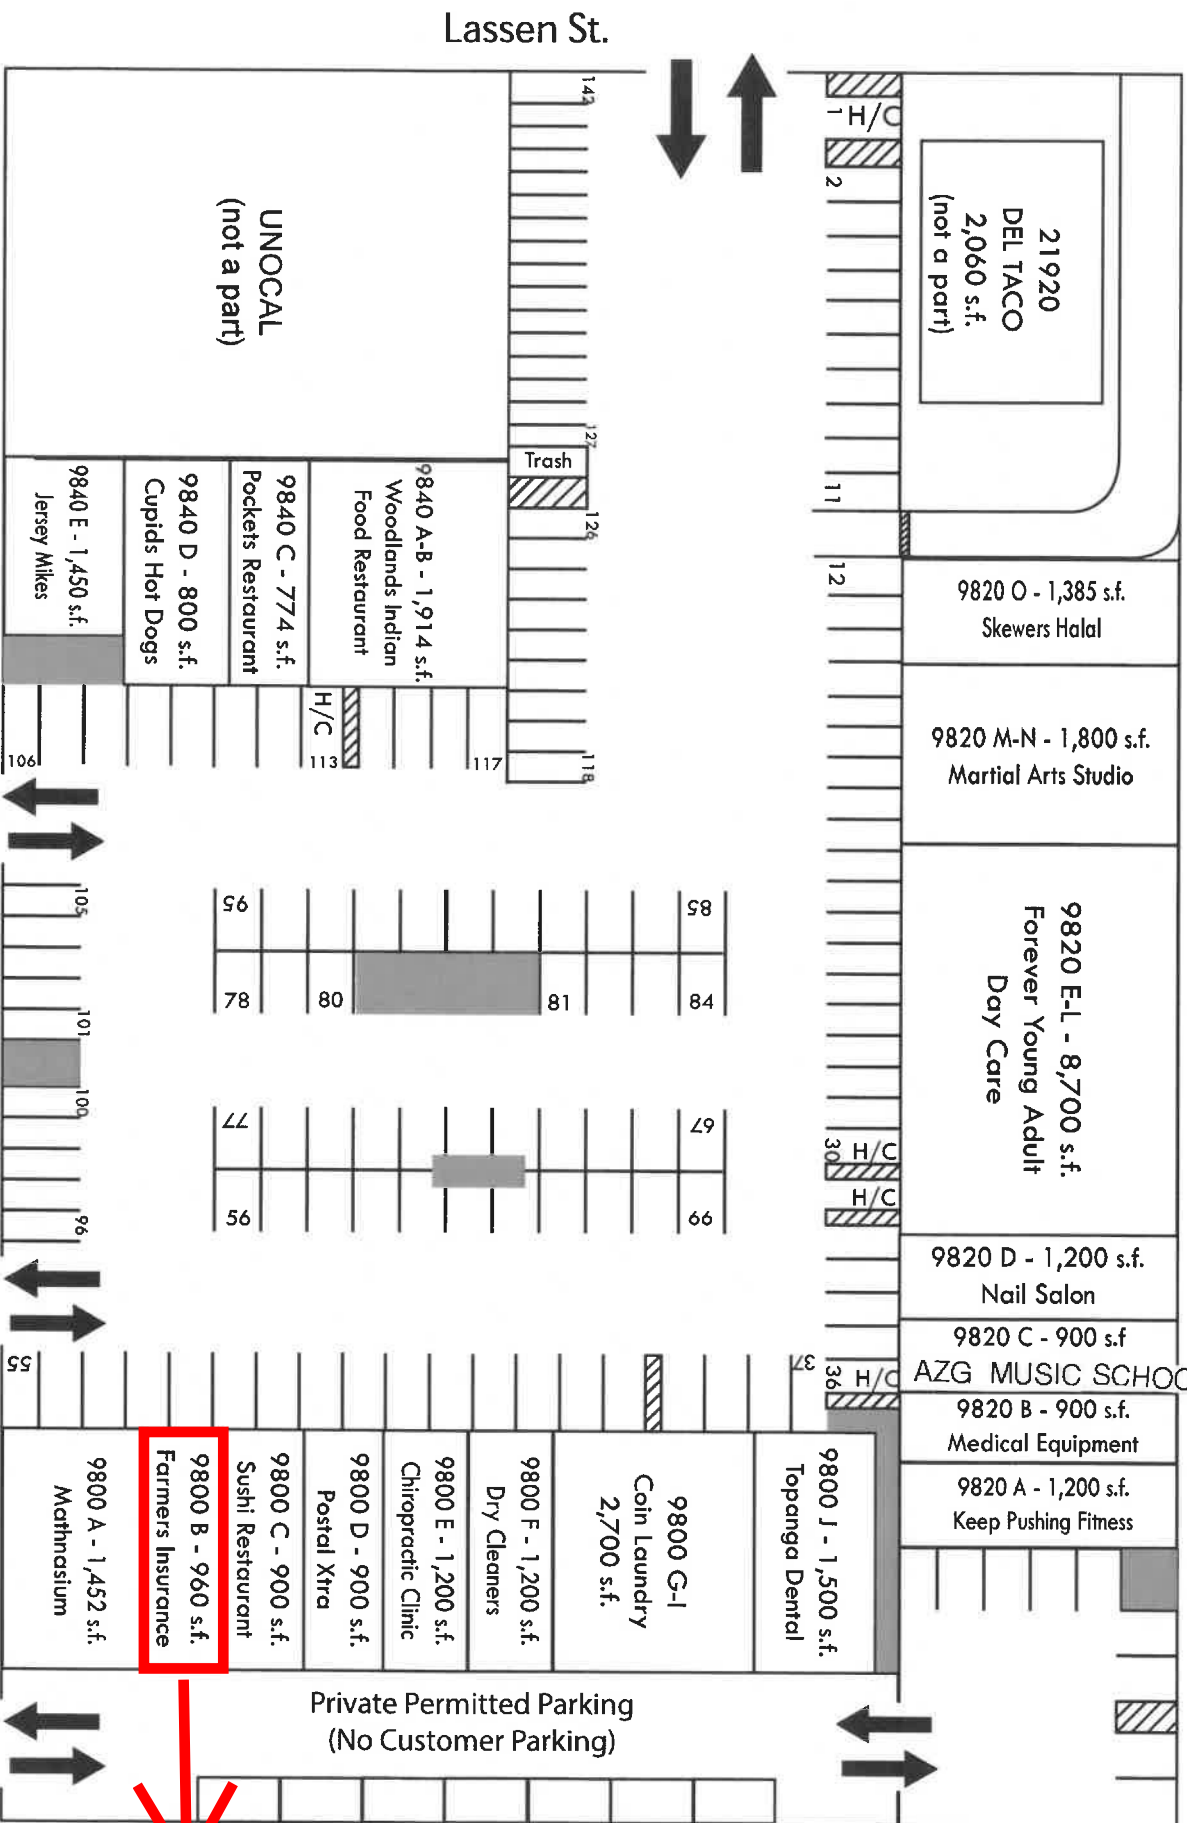 Lassen St.
142
1 H/C
2
21920
DEL TACO
2,060 s.f.
(not a part)
UNOCAL
(not a part)
127
Trash
126
11
12
9840 E - 1,450 s.f.
Jersey Mikes
9840 D - 800 s.f.
Cupids Hot Dogs
9840 C - 774 s.f.
Pockets Restaurant
9840 A-B - 1,914 s.f.
Woodlands Indian
Food Restaurant
9820 O - 1,385 s.f.
Skewers Halal
9820 M-N - 1,800 s.f.
Martial Arts Studio
H/C
106
113
117
118
105
101
100
96
95
85
78
80
81
84
77
67
56
66
9820 E-L - 8,700 s.f.
Forever Young Adult
Day Care
30
H/C
H/C
9820 D - 1,200 s.f.
Nail Salon
9820 C - 900 s.f
AZG MUSIC SCHOO
55
37
36
H/C
9820 B - 900 s.f.
Medical Equipment
9820 A - 1,200 s.f.
Keep Pushing Fitness
9800 A - 1,452 s.f.
Mathnasium
9800 B - 960 s.f.
Farmers Insurance
9800 C - 900 s.f.
Sushi Restaurant
9800 D - 900 s.f.
Postal Xtra
9800 E - 1,200 s.f.
Chiropractic Clinic
9800 F - 1,200 s.f.
Dry Cleaners
9800 G-I
Coin Laundry
2,700 s.f.
9800 J - 1,500 s.f.
Topanga Dental
Private Permitted Parking
(No Customer Parking)